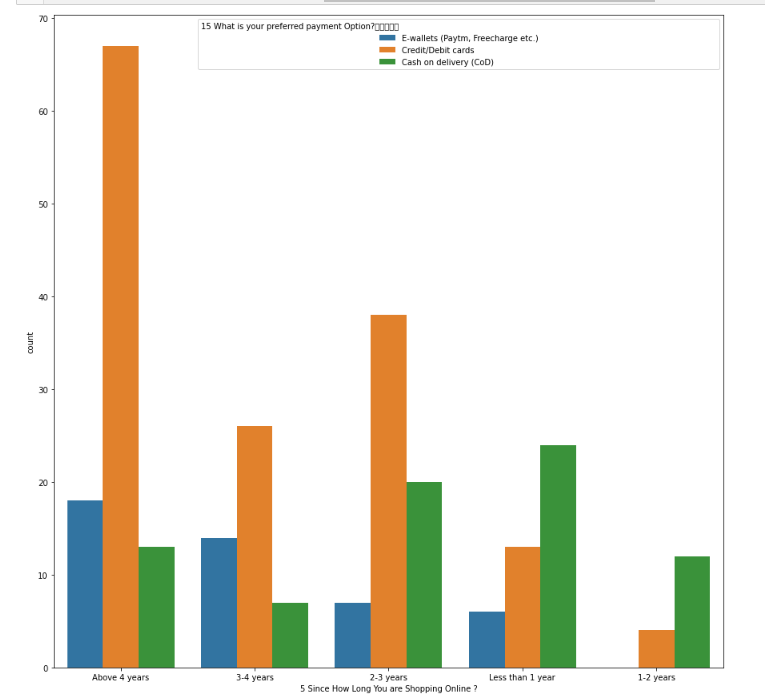 15 What is your preferred payment Option?
E-wallets (Paytm, Freecharge etc.)
Credit/Debit cards
Cash on delivery (CoD)
70
60
50
40
30
20
10
0
count
Above 4 years
3-4 years
2-3 years
Less than 1 year
1-2 years
5 Since How Long You are Shopping Online ?